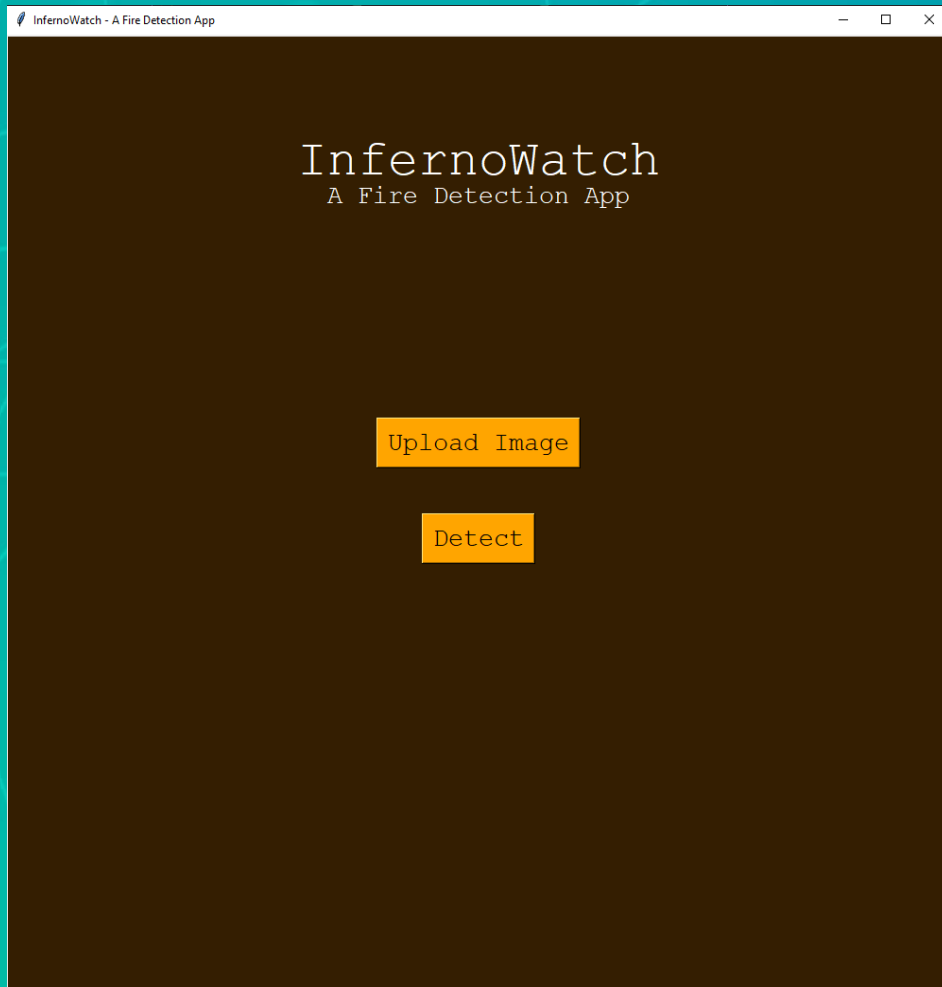 InfernoWatch - A Fire Detection App
InfernoWatch
A Fire Detection App
Upload Image
Detect